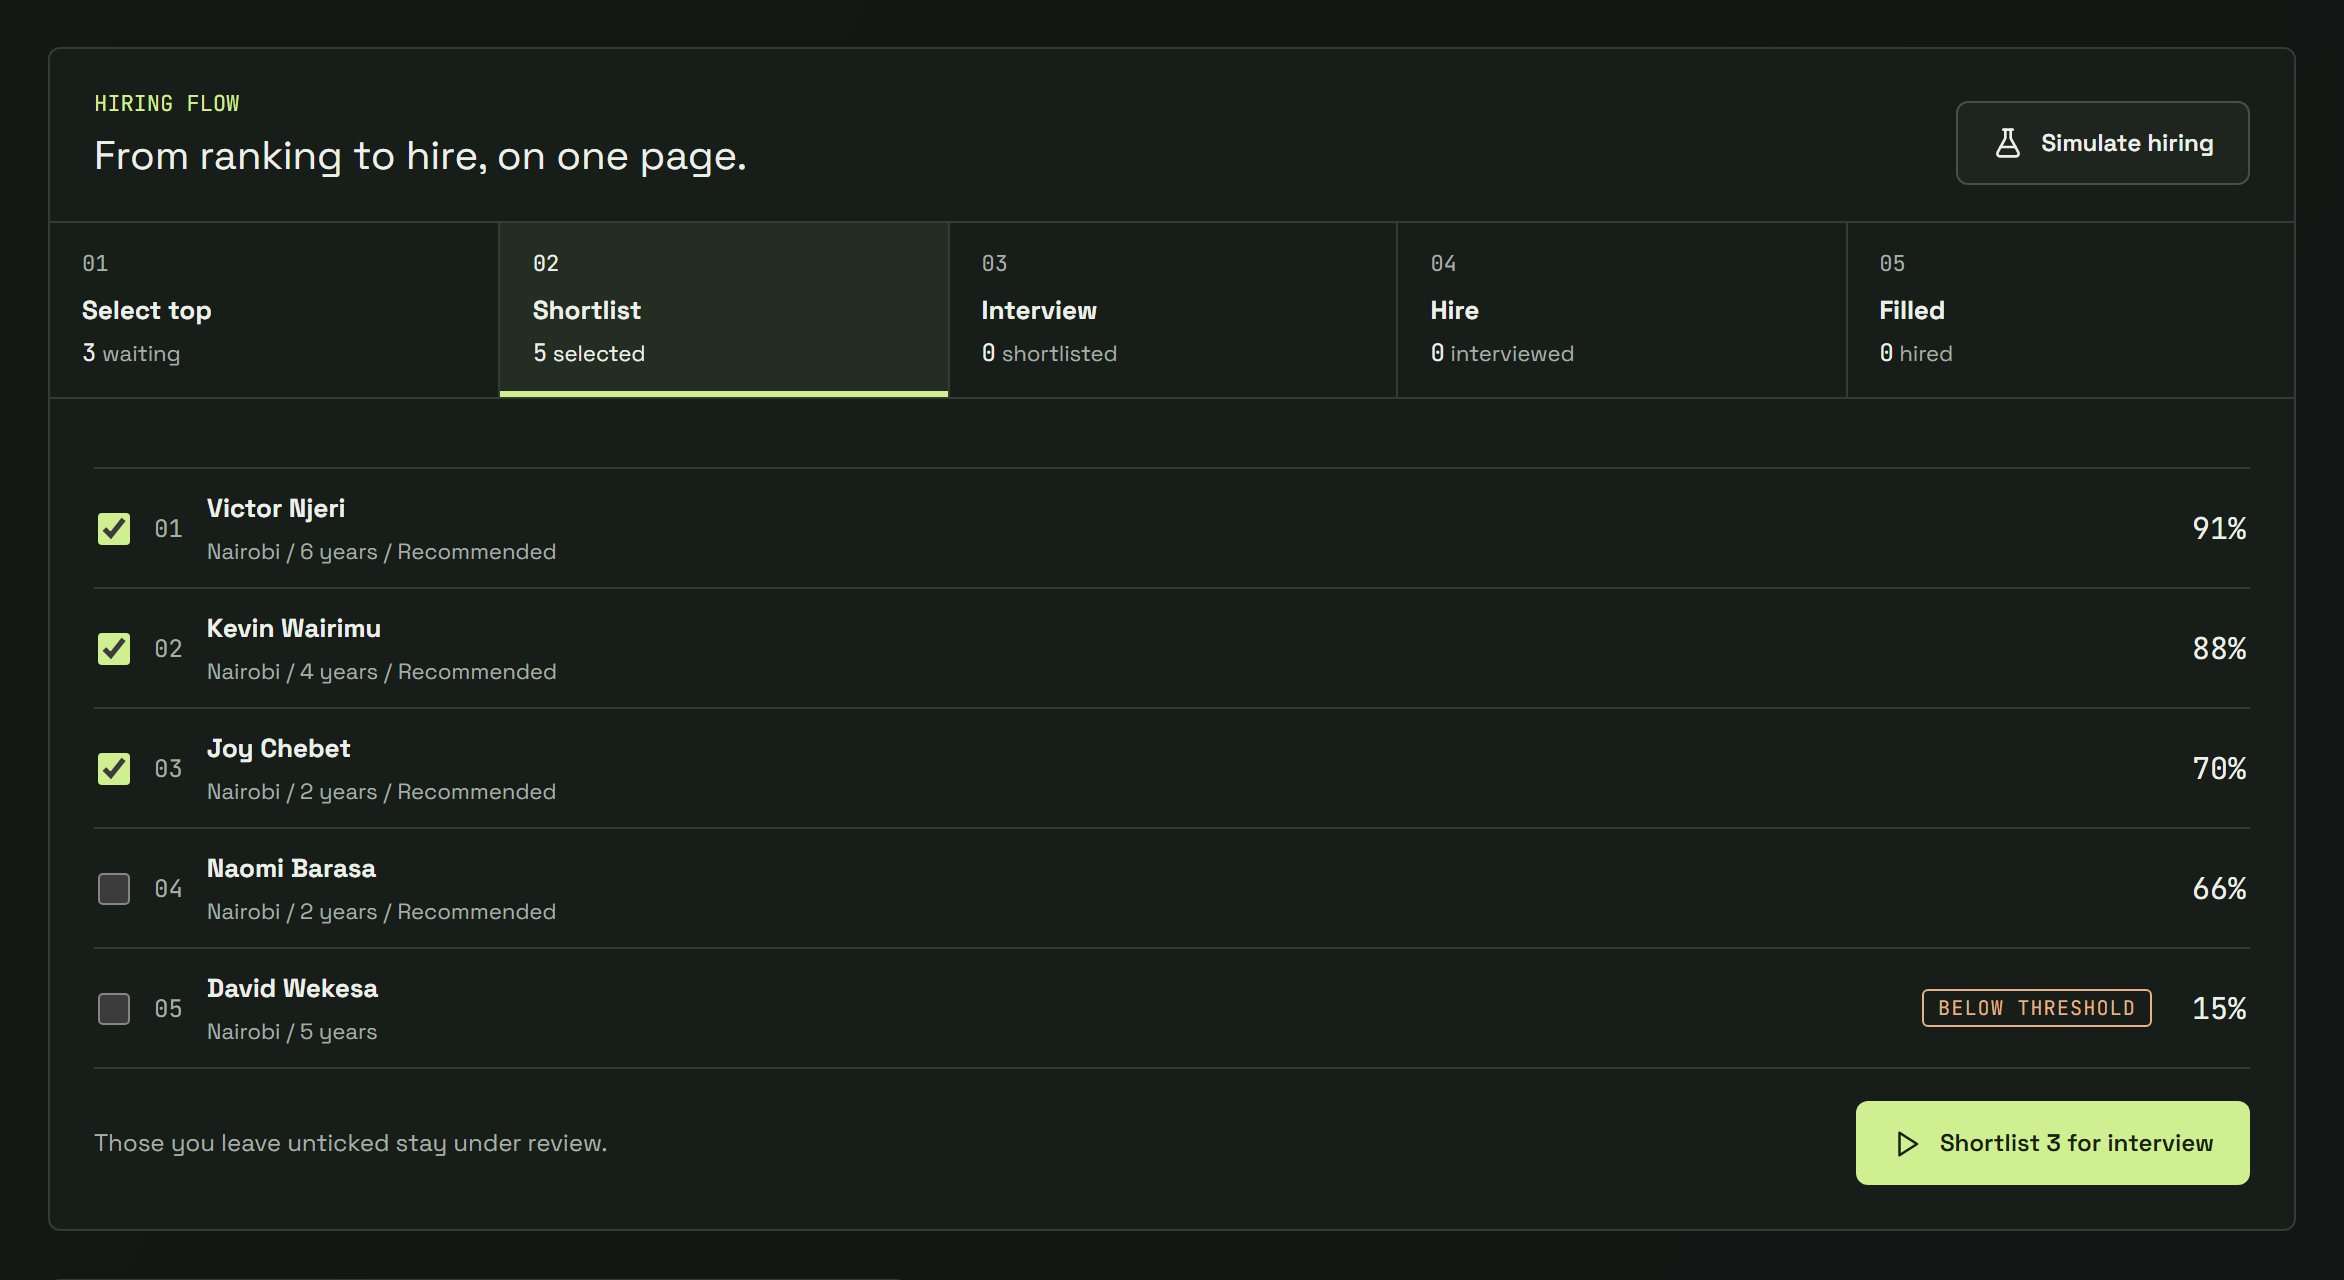 HIRING FLOW
From ranking to hire, on one page.
Simulate hiring
01
Select top
3 waiting
02
Shortlist
5 selected
03
Interview
0 shortlisted
04
Hire
0 interviewed
05
Filled
0 hired
01
Victor Njeri
Nairobi / 6 years / Recommended
91%
02
Kevin Wairimu
Nairobi / 4 years / Recommended
88%
03
Joy Chebet
Nairobi / 2 years / Recommended
70%
04
Naomi Barasa
Nairobi / 2 years / Recommended
66%
05
David Wekesa
Nairobi / 5 years
BELOW THRESHOLD
15%
Those you leave unticked stay under review.
Shortlist 3 for interview